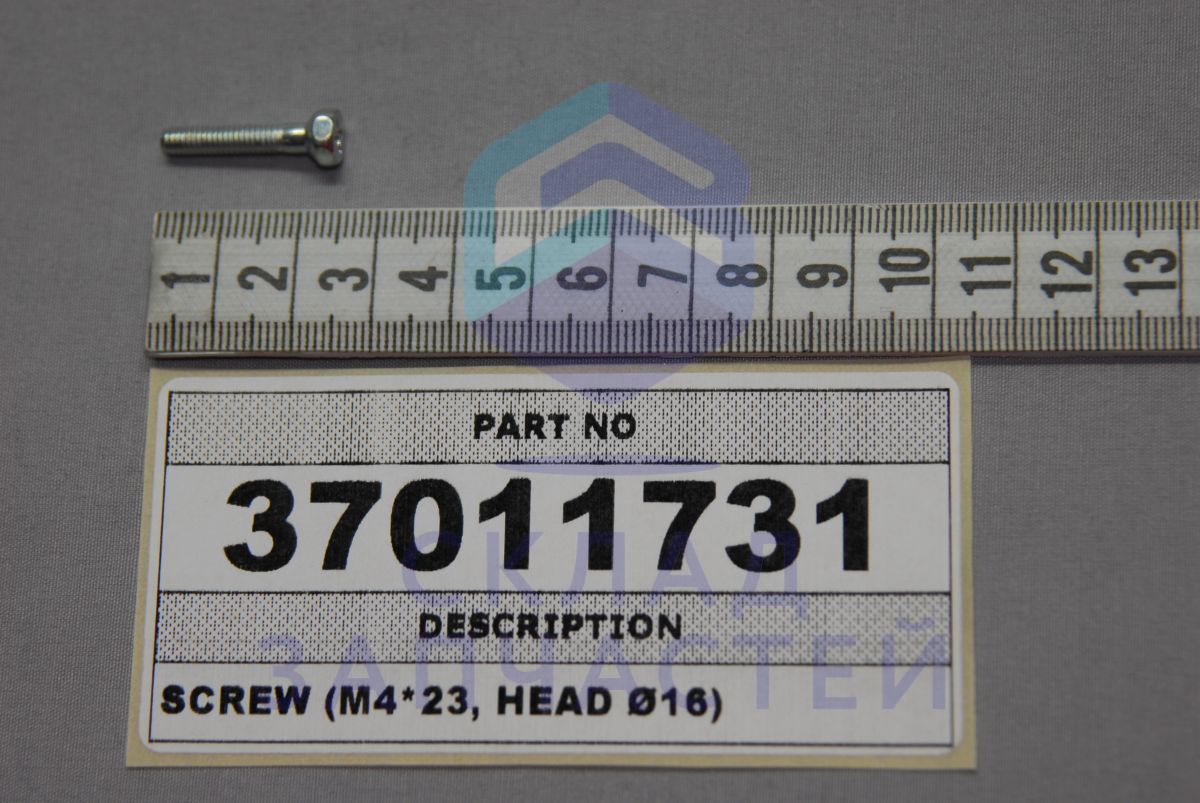 1 2 3 4 5 6 7 8 9 10 11 12 13
PART NO
37011731
DESCRIPTION
SCREW (M4*23, HEAD Ø16)
СКЛАД
ЗАПЧАСТЕЙ